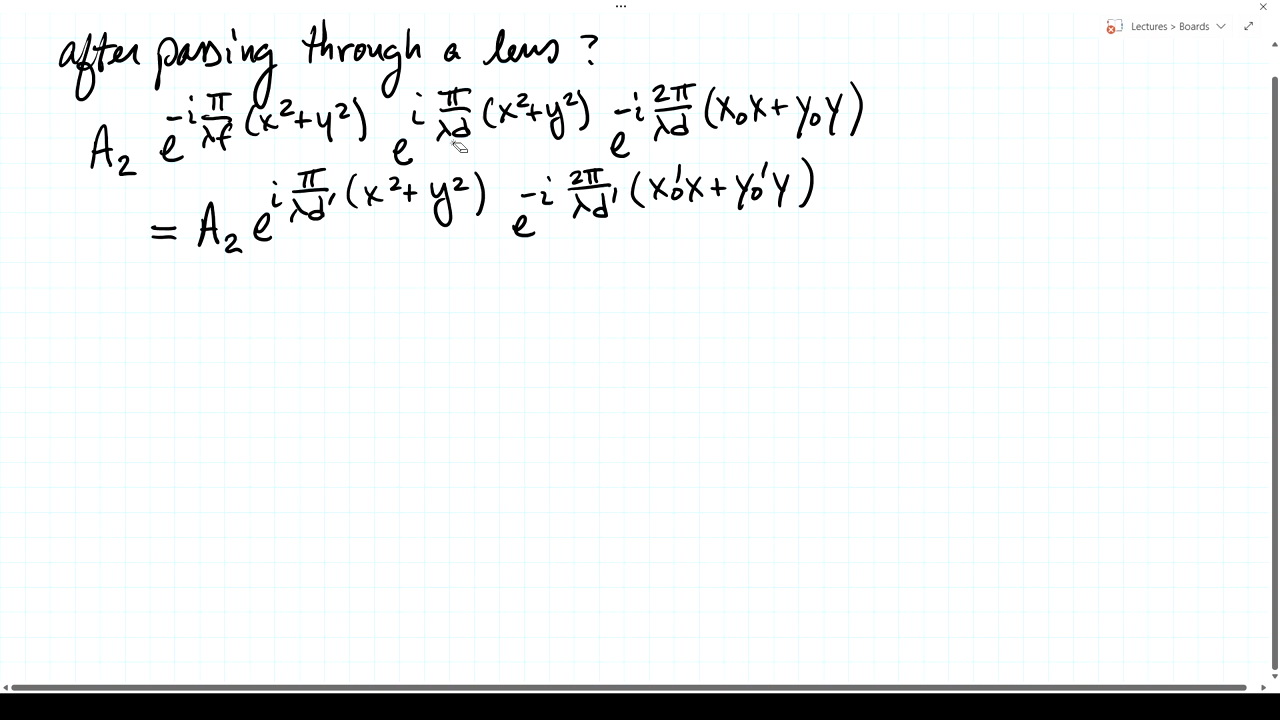 ...
Lectures > Boards
after passing through a lens ?
A₂ e^{-i π/λf (x²+y²)} e^{i π/λd (x²+y²)} e^{-i 2π/λd (x₀x + y₀y)}
= A₂ e^{i π/λd' (x²+y²)} e^{-i 2π/λd' (x₀'x + y₀'y)}